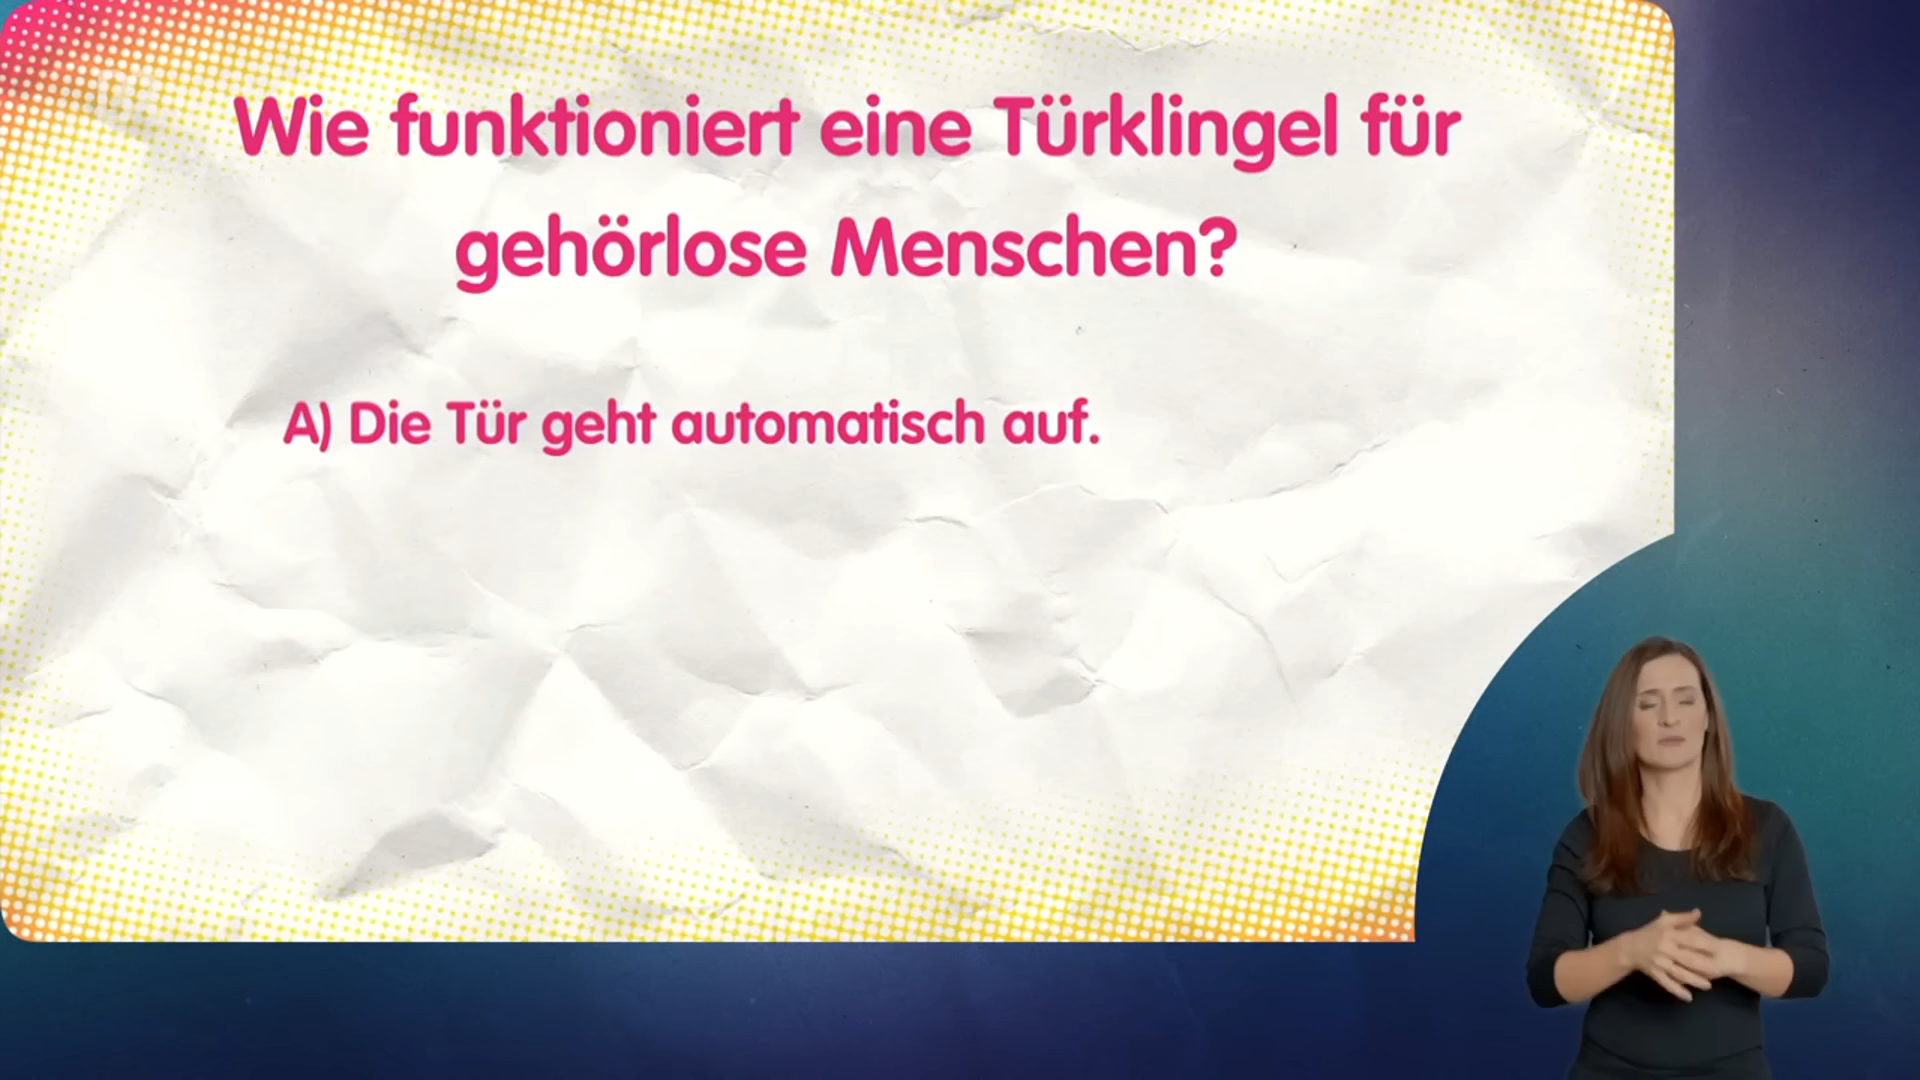 Wie funktioniert eine Türklingel für
gehörlose Menschen?
A) Die Tür geht automatisch auf.